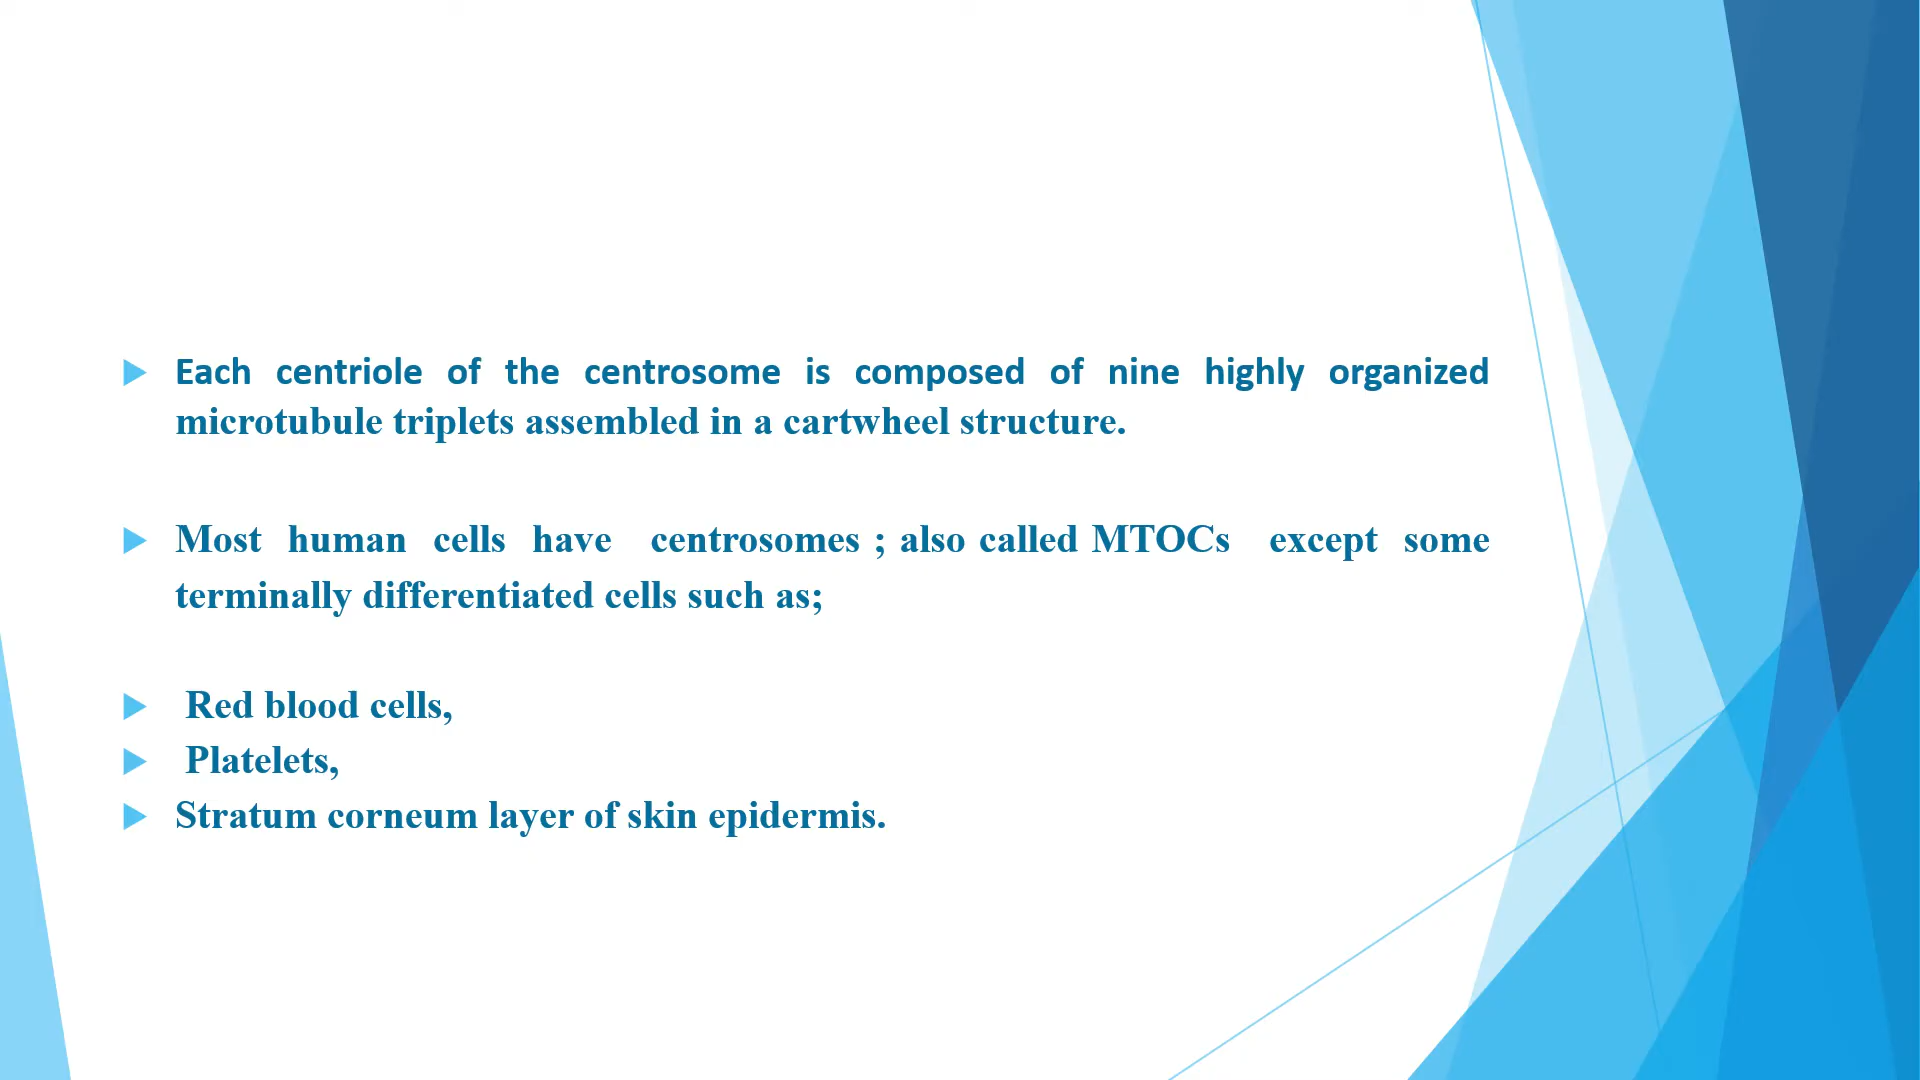 Each centriole of the centrosome is composed of nine highly organized
microtubule triplets assembled in a cartwheel structure.
Most human cells have centrosomes ; also called MTOCs except some
terminally differentiated cells such as;
Red blood cells,
Platelets,
Stratum corneum layer of skin epidermis.